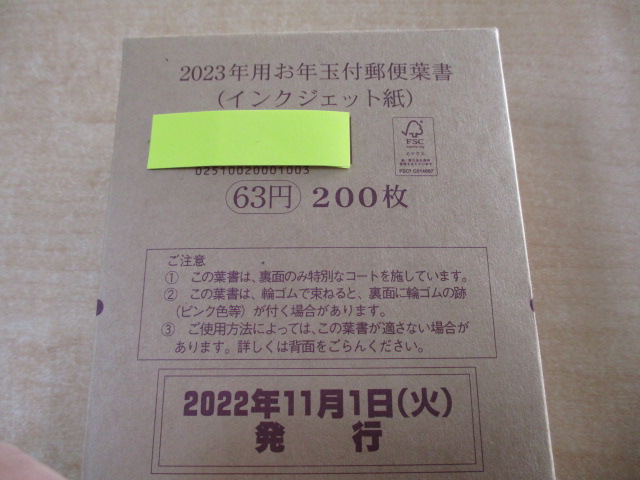 2023年用お年玉付郵便葉書
(インクジェット紙)
FSC
02510020001003
63円 200枚
ご注意
① この葉書は、裏面のみ特別なコートを施しています。
② この葉書は、輪ゴムで束ねると、裏面に輪ゴムの跡
(ピンク色等)が付く場合があります。
③ ご使用方法によっては、この葉書が適さない場合が
あります。詳しくは背面をごらんください。
2022年11月1日(火)
発 行